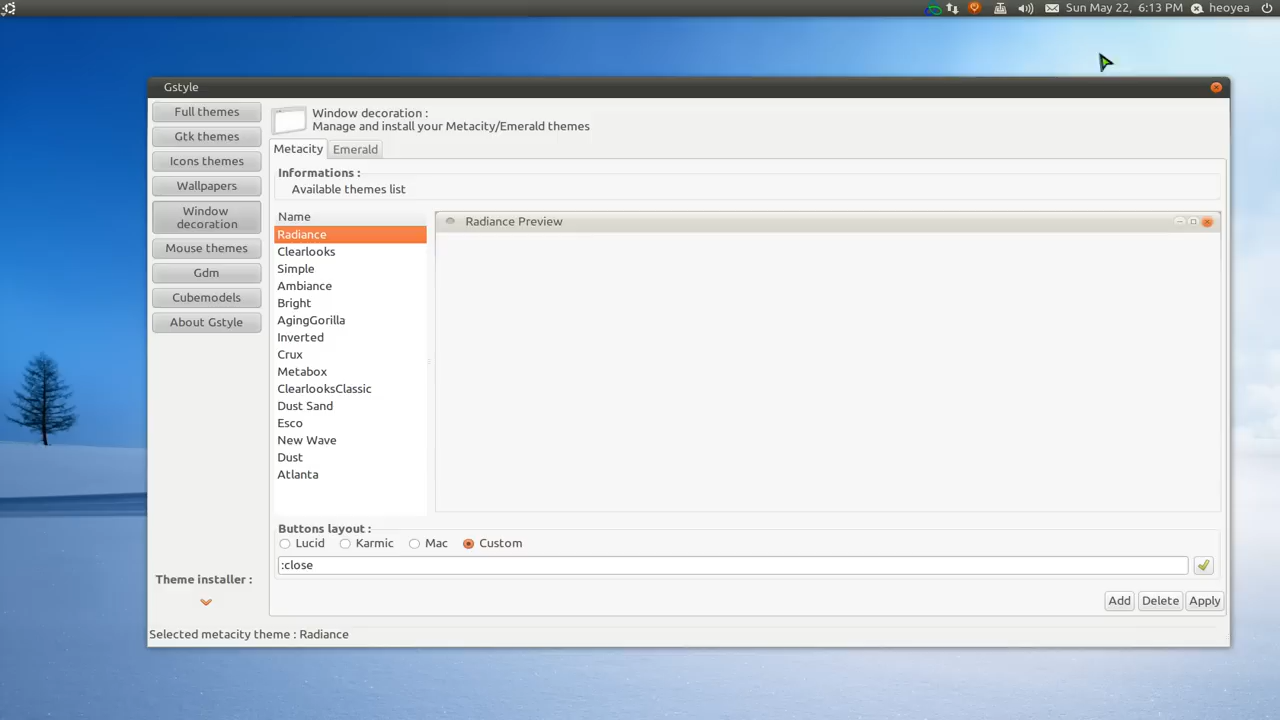 Sun May 22, 6:13 PM heoyea
Gstyle
Full themes
Gtk themes
Icons themes
Wallpapers
Window
decoration
Mouse themes
Gdm
Cubemodels
About Gstyle
Theme installer :
Window decoration :
Manage and install your Metacity/Emerald themes
Metacity Emerald
Informations :
Available themes list
Name
Radiance
Clearlooks
Simple
Ambiance
Bright
AgingGorilla
Inverted
Crux
Metabox
ClearlooksClassic
Dust Sand
Esco
New Wave
Dust
Atlanta
Radiance Preview
Buttons layout :
Lucid Karmic Mac Custom
:close
Add Delete Apply
Selected metacity theme : Radiance